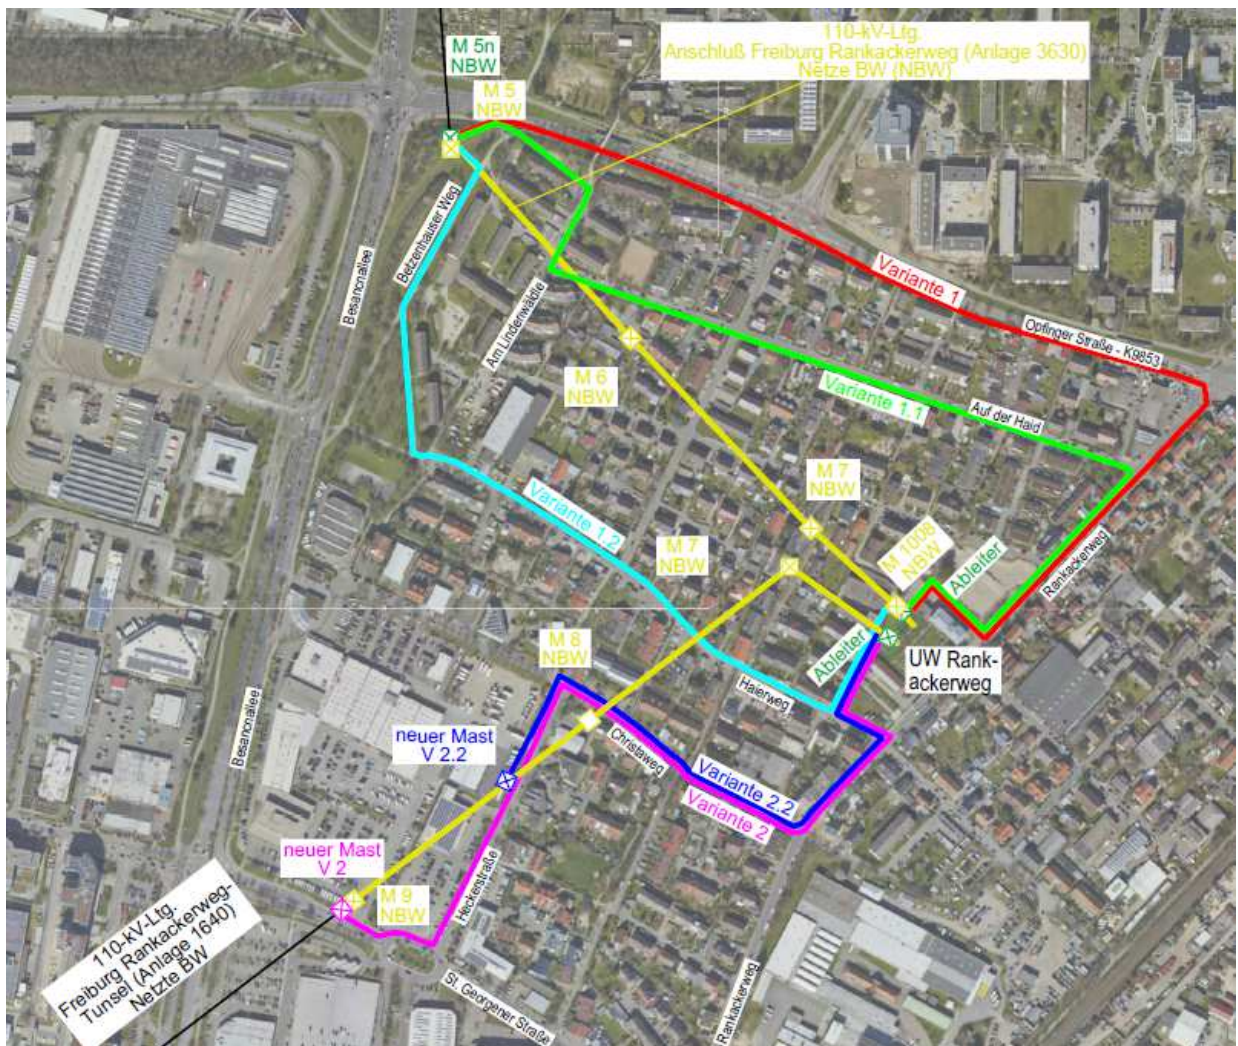 110-kV-Ltg.
Anschluß Freiburg Rankackerweg (Anlage 3630)
Netze BW (NBW)
M 5n
NBW
M 5
NBW
Betzenhauser Weg
Besanconallee
Variante 1
Opfinger Straße - K9853
Am Lindenwäldle
M 6
NBW
Variante 1.1
Auf der Haid
M 7
NBW
Variante 1.2
M 7
NBW
M 1008
NBW
Ableiter
Rankackerweg
Ableiter
UW Rank-
ackerweg
M 8
NBW
Haierweg
Besanconallee
neuer Mast
V 2.2
Christaweg
Variante 2.2
Variante 2
neuer Mast
V 2
M 9
NBW
Heckerstraße
110-kV-Ltg.
Freiburg Rankackerweg-
Tunsel (Anlage 1640)
Netzte BW
St. Georgener Straße
Rankackerweg